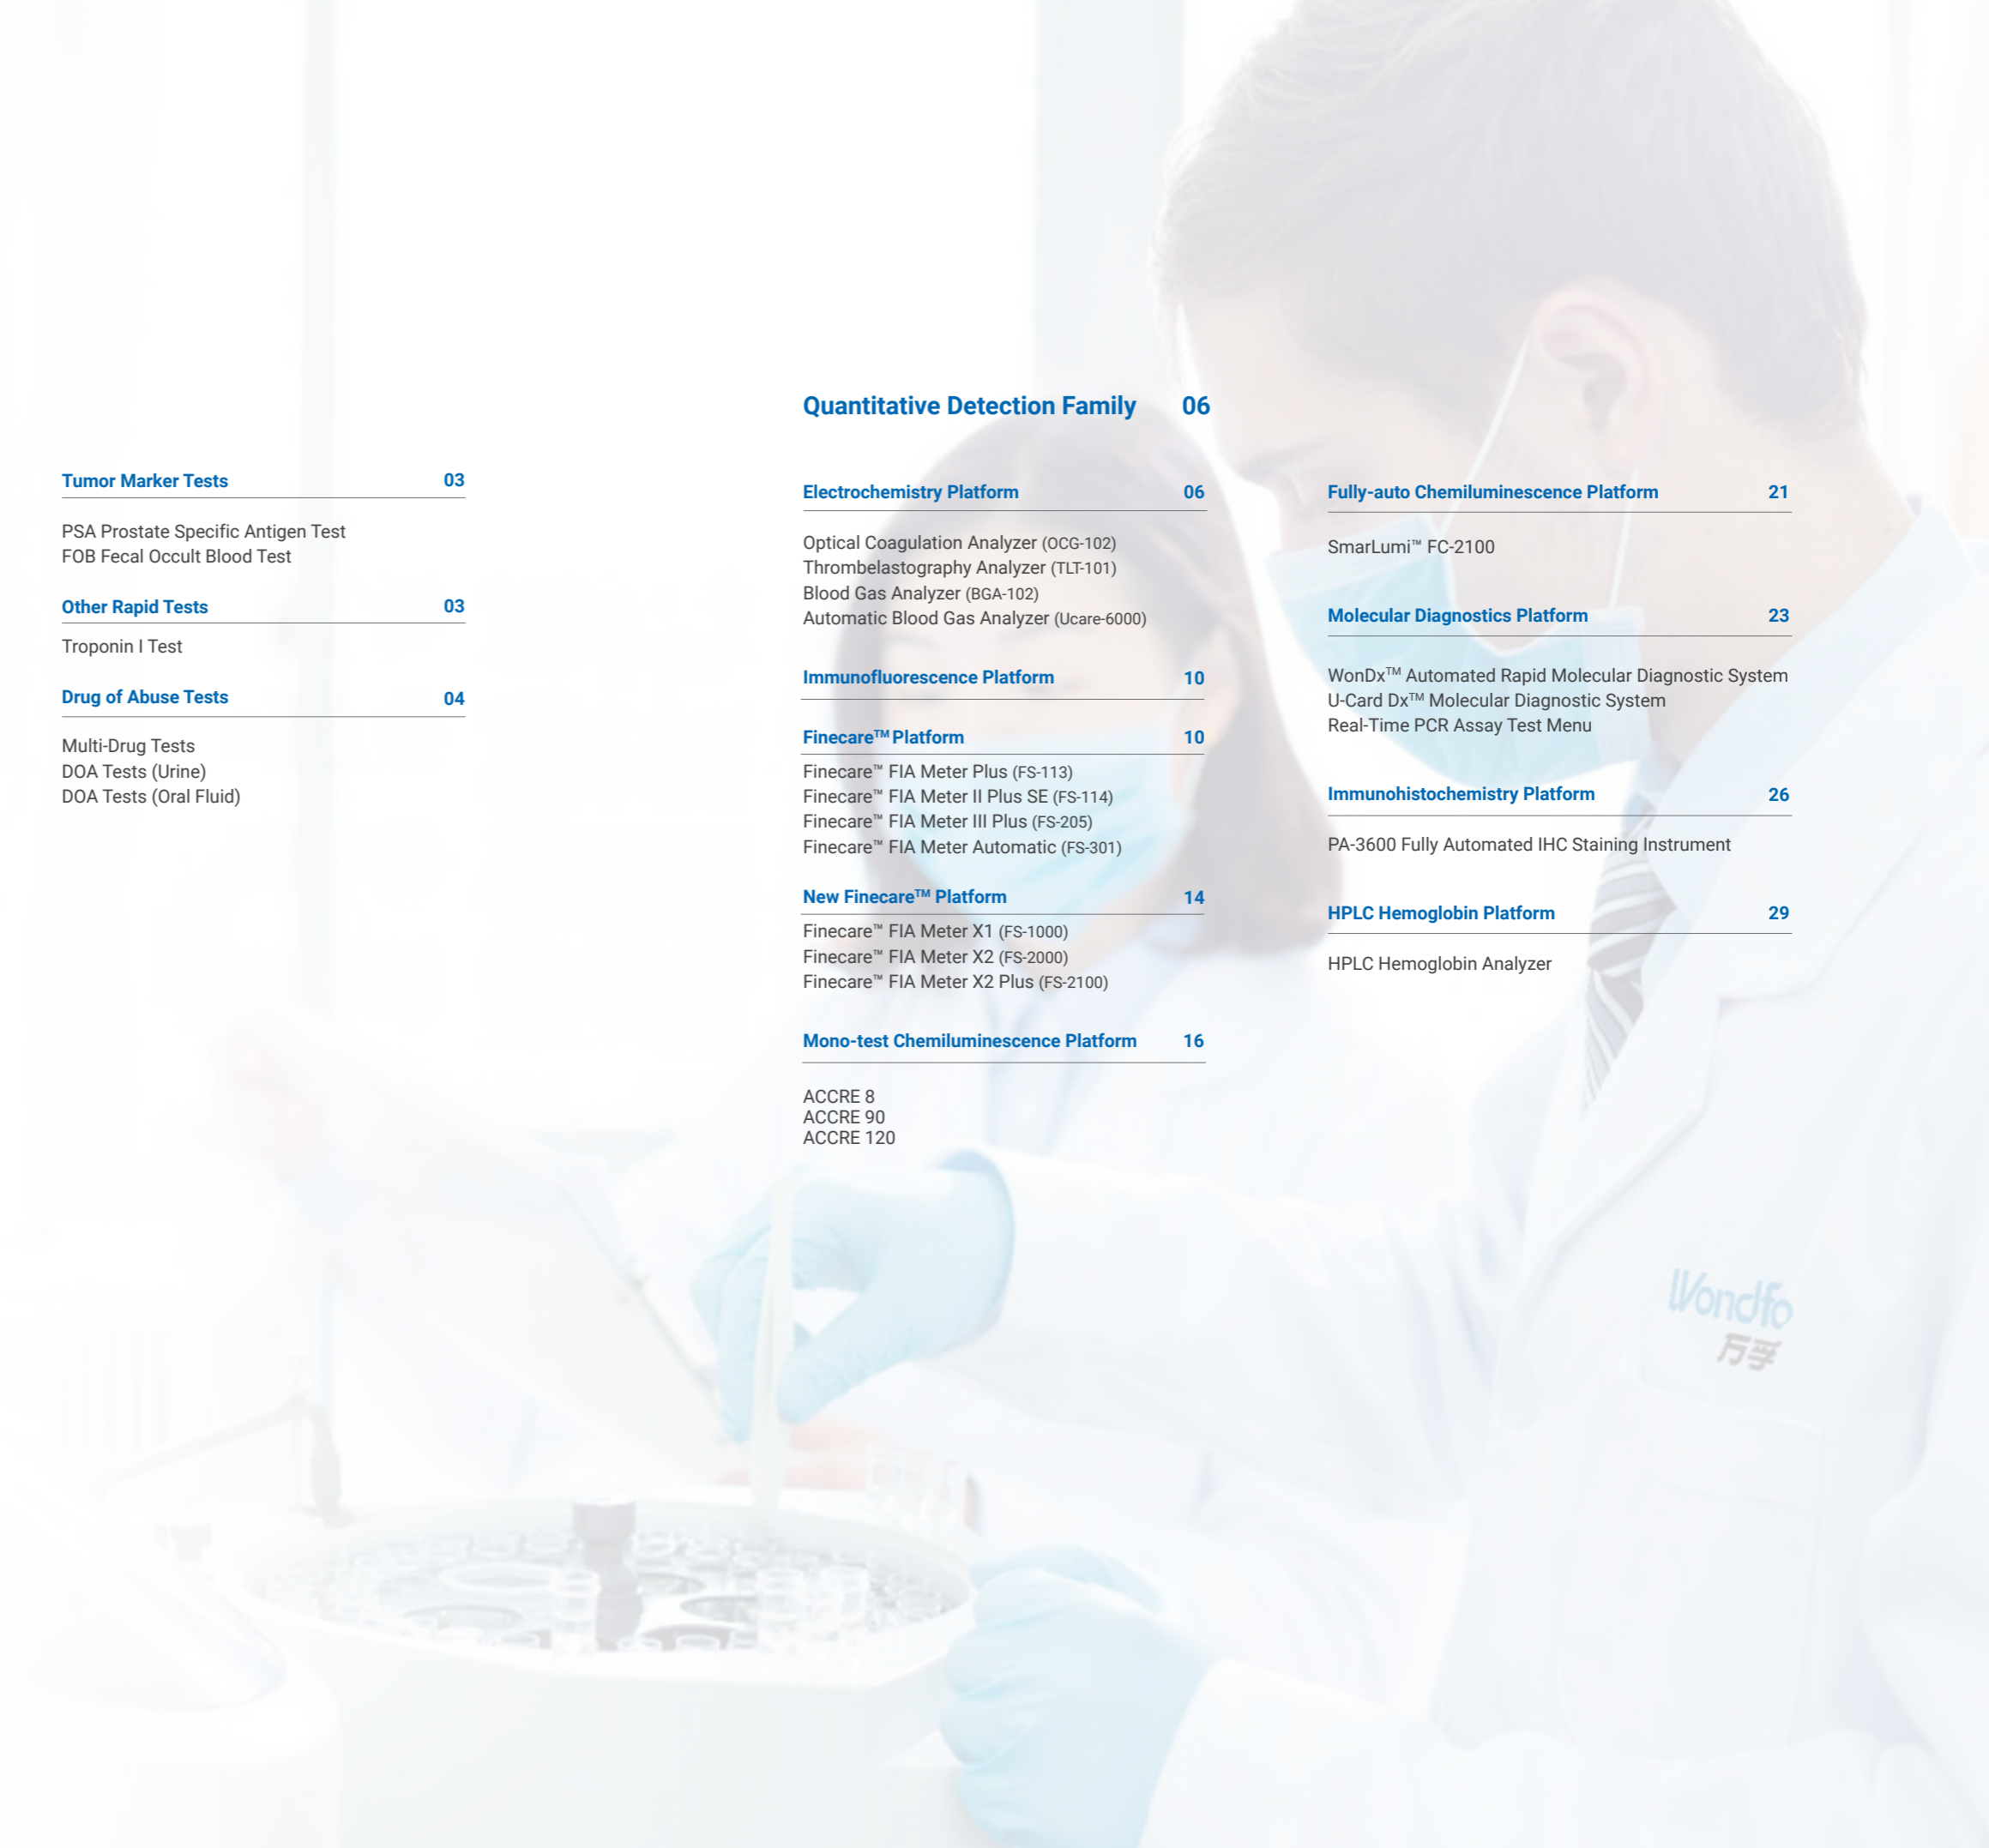 Tumor Marker Tests 03
PSA Prostate Specific Antigen Test
FOB Fecal Occult Blood Test
Other Rapid Tests 03
Troponin I Test
Drug of Abuse Tests 04
Multi-Drug Tests
DOA Tests (Urine)
DOA Tests (Oral Fluid)
Quantitative Detection Family 06
Electrochemistry Platform 06
Optical Coagulation Analyzer (OCG-102)
Thrombelastography Analyzer (TLT-101)
Blood Gas Analyzer (BGA-102)
Automatic Blood Gas Analyzer (Ucare-6000)
Immunofluorescence Platform 10
Finecare™ Platform 10
Finecare™ FIA Meter Plus (FS-113)
Finecare™ FIA Meter II Plus SE (FS-114)
Finecare™ FIA Meter III Plus (FS-205)
Finecare™ FIA Meter Automatic (FS-301)
New Finecare™ Platform 14
Finecare™ FIA Meter X1 (FS-1000)
Finecare™ FIA Meter X2 (FS-2000)
Finecare™ FIA Meter X2 Plus (FS-2100)
Mono-test Chemiluminescence Platform 16
ACCRE 8
ACCRE 90
ACCRE 120
Fully-auto Chemiluminescence Platform 21
SmarLumi™ FC-2100
Molecular Diagnostics Platform 23
WonDx™ Automated Rapid Molecular Diagnostic System
U-Card Dx™ Molecular Diagnostic System
Real-Time PCR Assay Test Menu
Immunohistochemistry Platform 26
PA-3600 Fully Automated IHC Staining Instrument
HPLC Hemoglobin Platform 29
HPLC Hemoglobin Analyzer
Wondfo
万孚